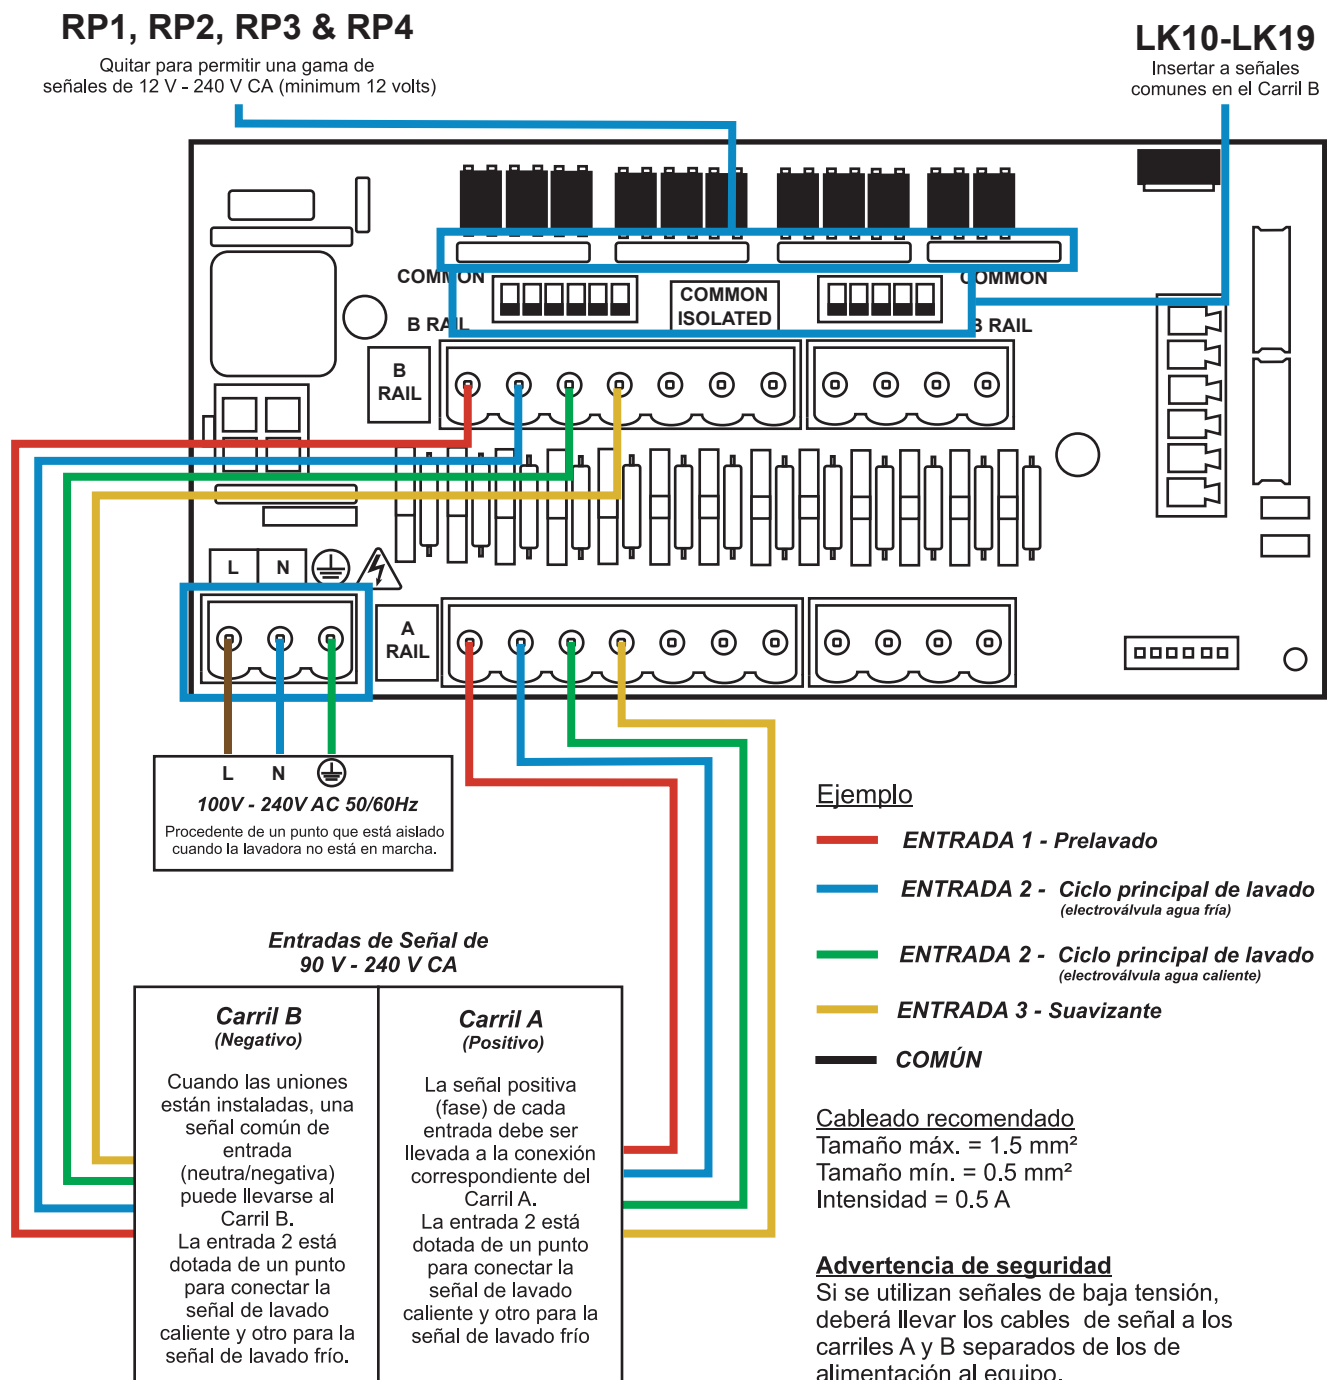 RP1, RP2, RP3 & RP4
Quitar para permitir una gama de
señales de 12 V - 240 V CA (minimum 12 volts)
LK10-LK19
Insertar a señales
comunes en el Carril B
COMMON
COMMON
ISOLATED
COMMON
B RAIL
B RAIL
B
RAIL
L
N
A
RAIL
L
N
100V - 240V AC 50/60Hz
Procedente de un punto que está aislado
cuando la lavadora no está en marcha.
Ejemplo
ENTRADA 1 - Prelavado
ENTRADA 2 - Ciclo principal de lavado
(electroválvula agua fría)
ENTRADA 2 - Ciclo principal de lavado
(electroválvula agua caliente)
ENTRADA 3 - Suavizante
COMÚN
Entradas de Señal de
90 V - 240 V CA
Carril B
(Negativo)
Cuando las uniones
están instaladas, una
señal común de
entrada
(neutra/negativa)
puede llevarse al
Carril B.
La entrada 2 está
dotada de un punto
para conectar la
señal de lavado
caliente y otro para la
señal de lavado frío.
Carril A
(Positivo)
La señal positiva
(fase) de cada
entrada debe ser
llevada a la conexión
correspondiente del
Carril A.
La entrada 2 está
dotada de un punto
para conectar la
señal de lavado
caliente y otro para la
señal de lavado frío
Cableado recomendado
Tamaño máx. = 1.5 mm²
Tamaño mín. = 0.5 mm²
Intensidad = 0.5 A
Advertencia de seguridad
Si se utilizan señales de baja tensión,
deberá llevar los cables de señal a los
carriles A y B separados de los de
alimentación al equipo.